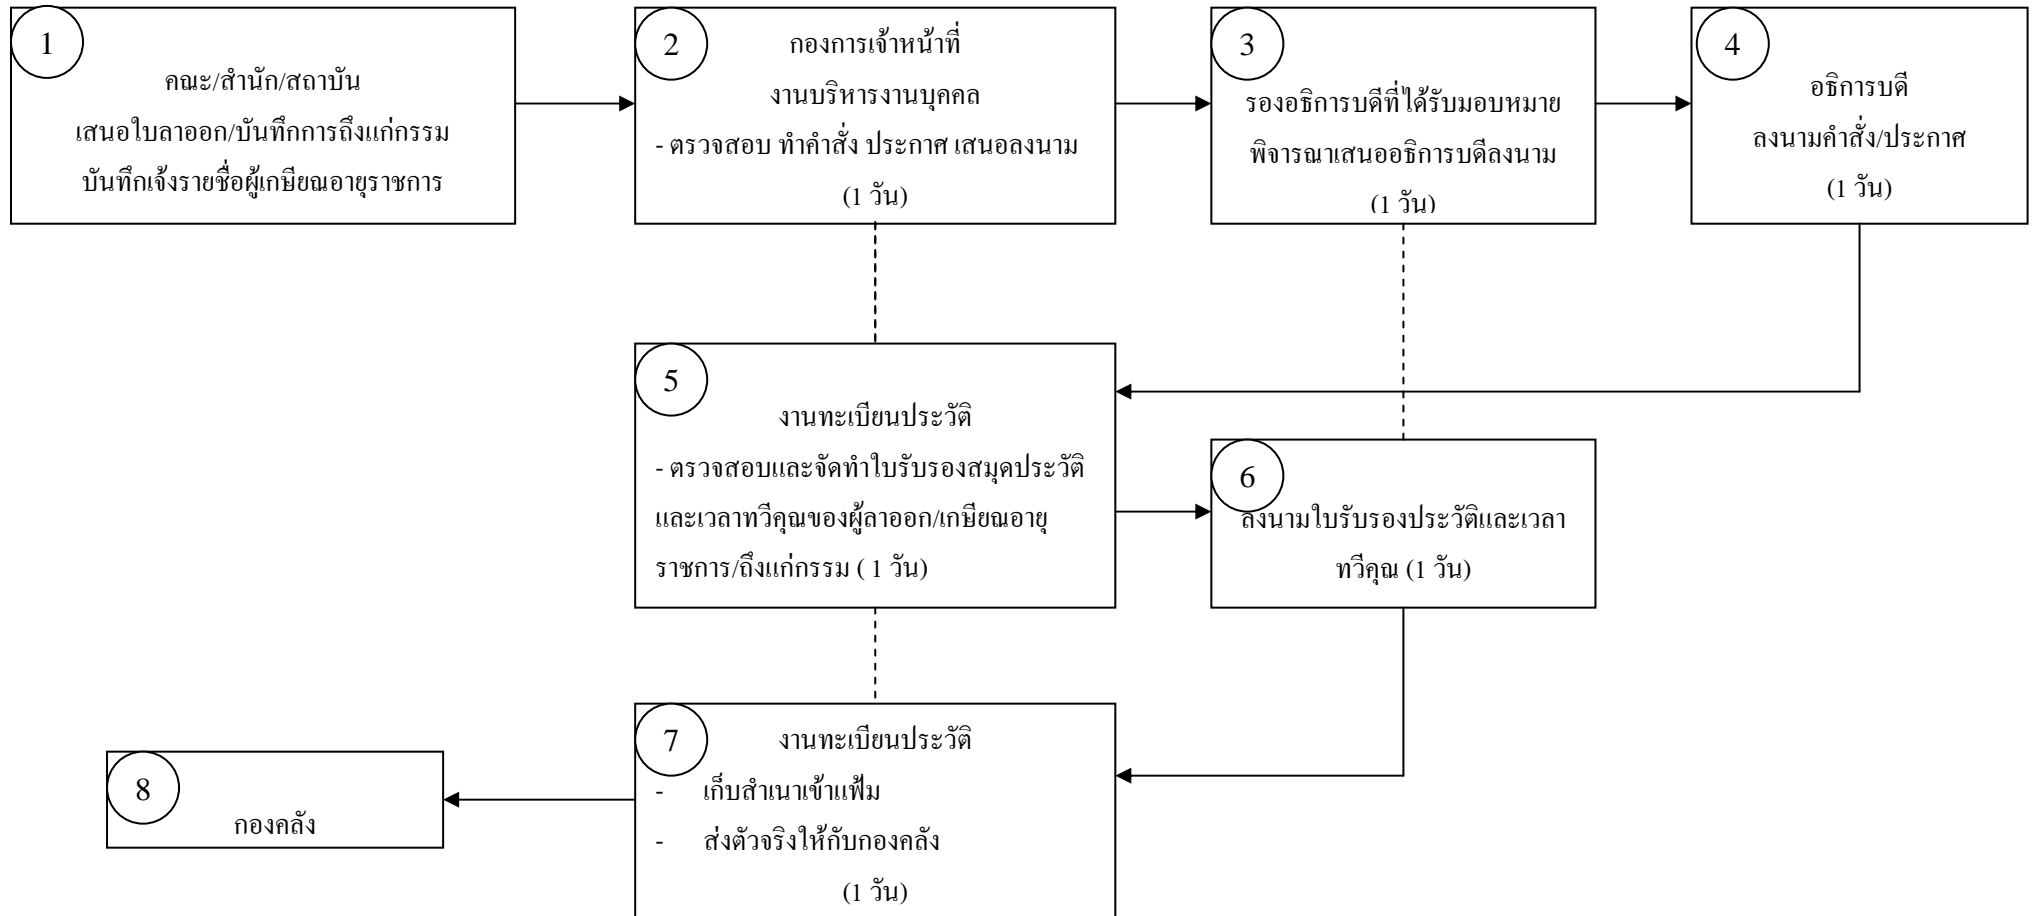 1
คณะ/สำนัก/สถาบัน
เสนอใบลาออก/บันทึกการถึงแก่กรรม
บันทึกแจ้งรายชื่อผู้เกษียณอายุราชการ
2
กองการเจ้าหน้าที่
งานบริหารงานบุคคล
- ตรวจสอบ ทำคำสั่ง ประกาศ เสนอลงนาม
(1 วัน)
3
รองอธิการบดีที่ได้รับมอบหมาย
พิจารณาเสนออธิการบดีลงนาม
(1 วัน)
4
อธิการบดี
ลงนามคำสั่ง/ประกาศ
(1 วัน)
5
งานทะเบียนประวัติ
- ตรวจสอบและจัดทำใบรับรองสมุดประวัติ
และเวลาทวีคูณของผู้ลาออก/เกษียณอายุ
ราชการ/ถึงแก่กรรม ( 1 วัน)
6
ลงนามใบรับรองประวัติและเวลา
ทวีคูณ (1 วัน)
7
งานทะเบียนประวัติ
- เก็บสำเนาเข้าแฟ้ม
- ส่งตัวจริงให้กับกองคลัง
(1 วัน)
8
กองคลัง